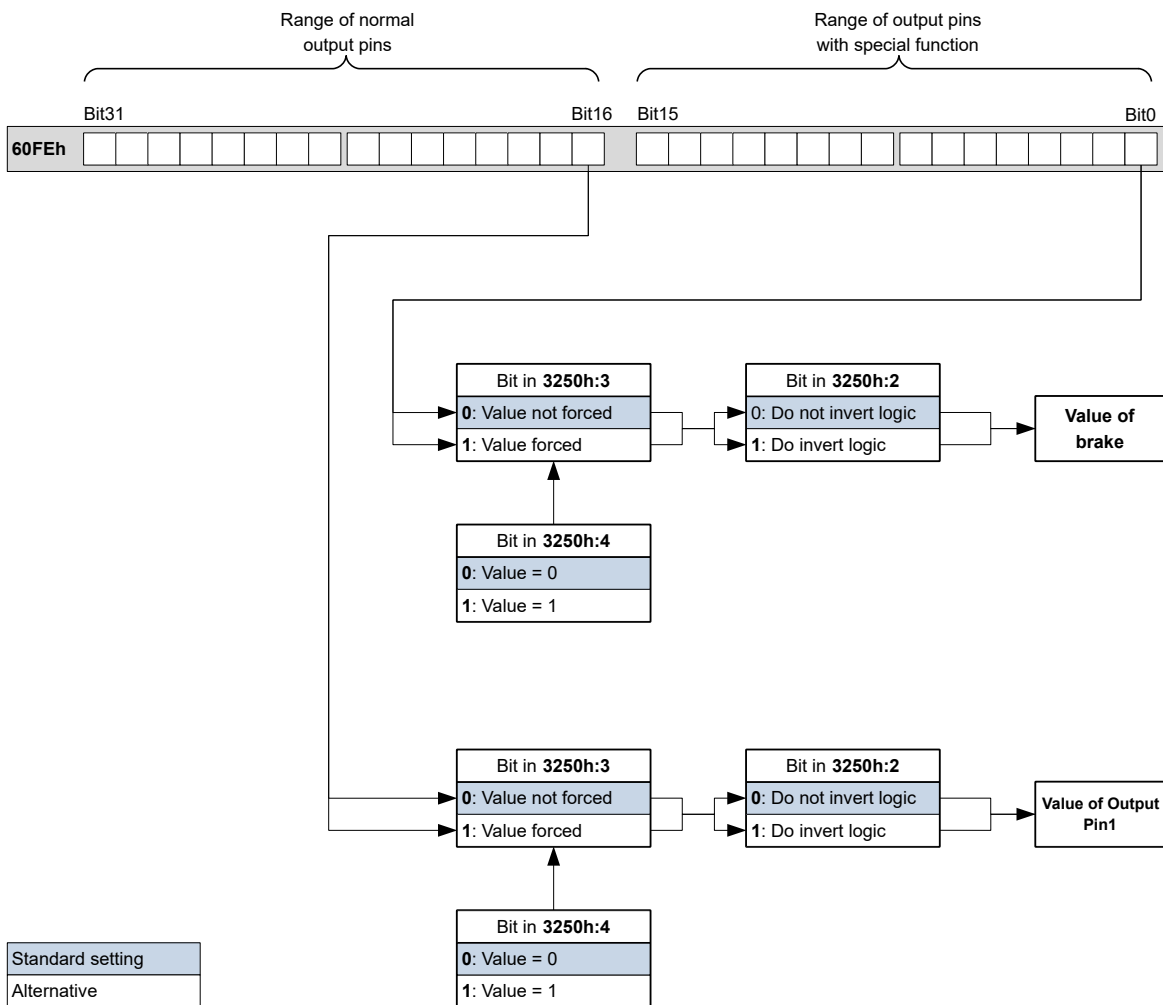 Range of normal
output pins
Range of output pins
with special function
Bit31
Bit16
Bit15
Bit0
60FEh
Bit in 3250h:3
0: Value not forced
1: Value forced
Bit in 3250h:2
0: Do not invert logic
1: Do invert logic
Value of
brake
Bit in 3250h:4
0: Value = 0
1: Value = 1
Bit in 3250h:3
0: Value not forced
1: Value forced
Bit in 3250h:2
0: Do not invert logic
1: Do invert logic
Value of Output
Pin1
Bit in 3250h:4
0: Value = 0
1: Value = 1
Standard setting
Alternative